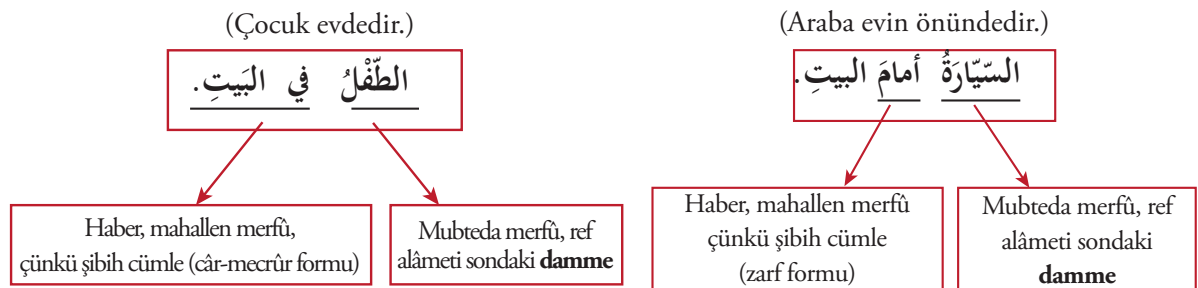 (Çocuk evdedir.)
الطّفْلُ في البَيتِ.
Haber, mahallen merfû,
çünkü şibih cümle (câr-mecrûr formu)
Mubteda merfû, ref
alâmeti sondaki damme
(Araba evin önündedir.)
السّيّارَةُ أمامَ البيتِ.
Haber, mahallen merfû
çünkü şibih cümle
(zarf formu)
Mubteda merfû, ref
alâmeti sondaki
damme